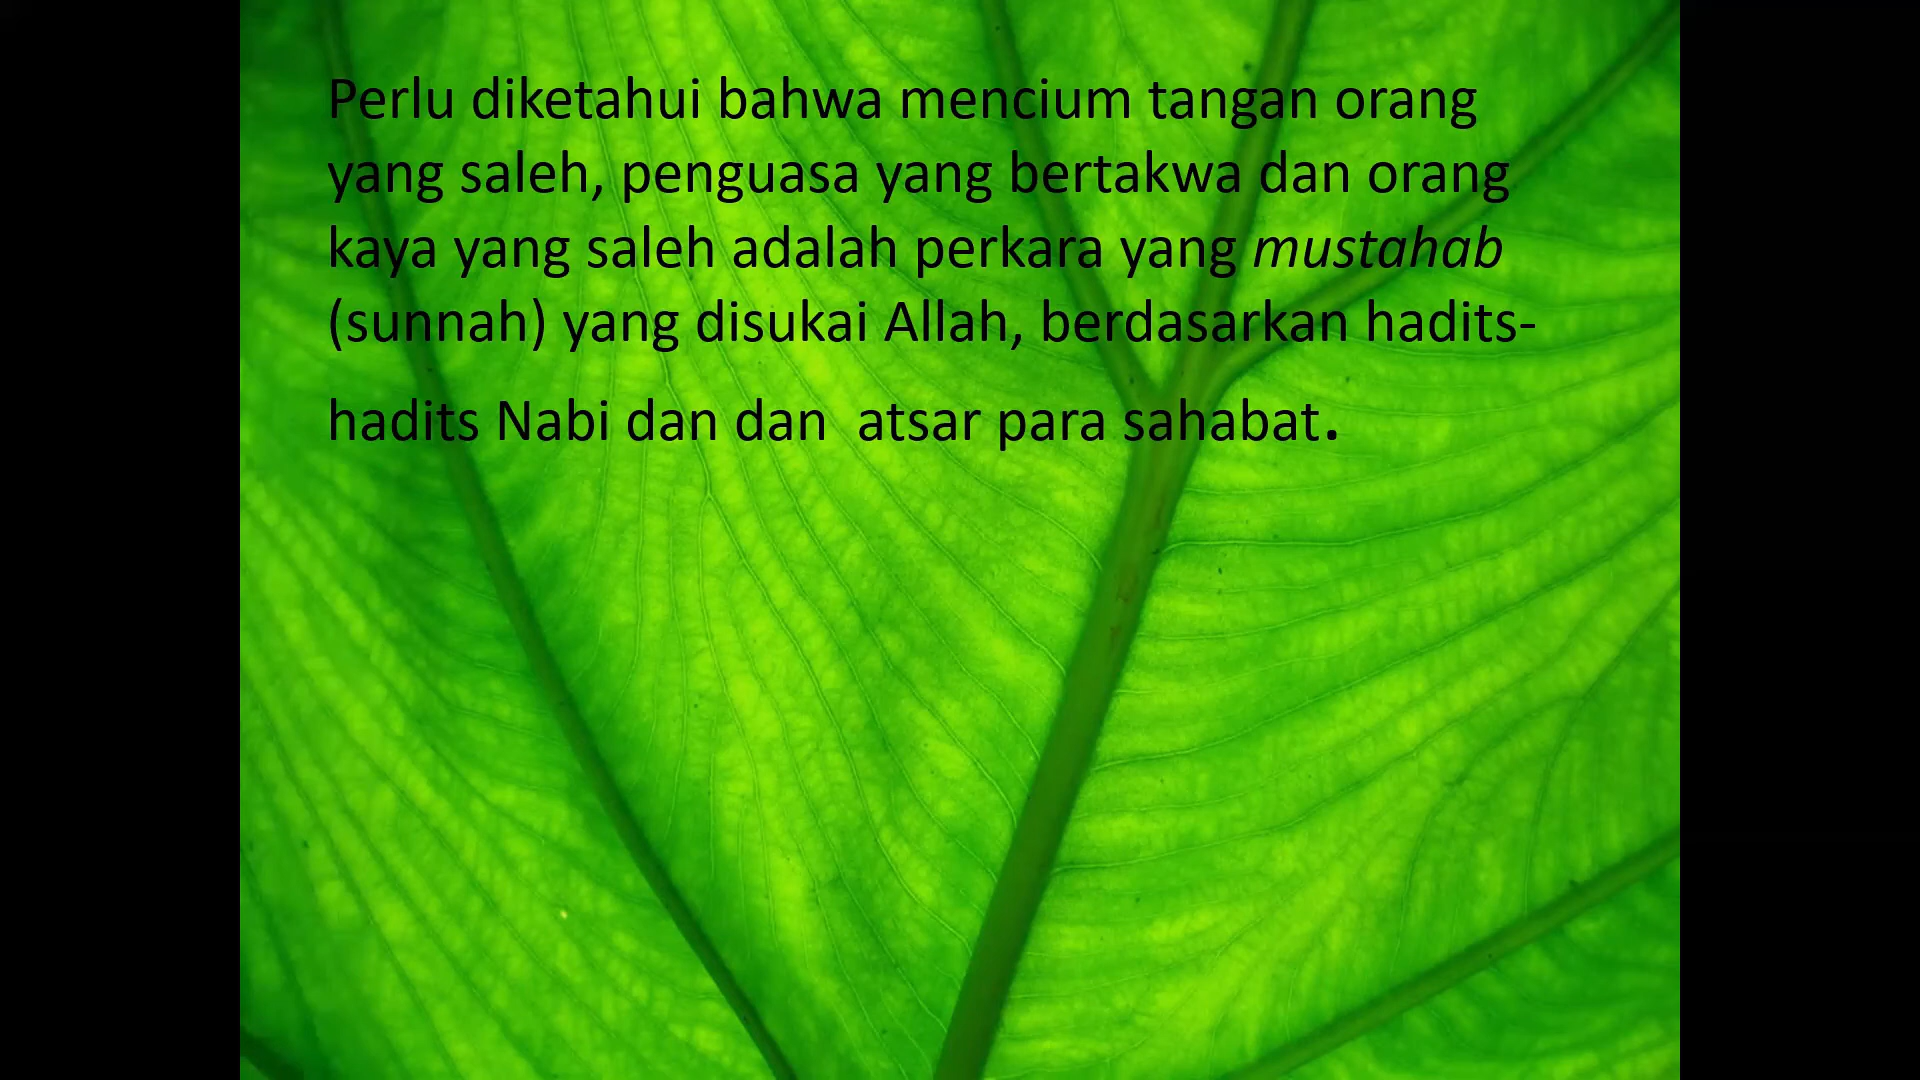 Perlu diketahui bahwa mencium tangan orang
yang saleh, penguasa yang bertakwa dan orang
kaya yang saleh adalah perkara yang mustahab
(sunnah) yang disukai Allah, berdasarkan hadits-
hadits Nabi dan dan  atsar para sahabat.